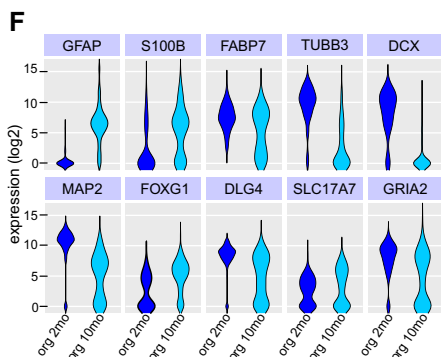 F
GFAP S100B FABP7 TUBB3 DCX
15
10
5
0
expression (log2)
MAP2 FOXG1 DLG4 SLC17A7 GRIA2
15
10
5
0
org 2mo org 10mo org 2mo org 10mo org 2mo org 10mo org 2mo org 10mo org 2mo org 10mo